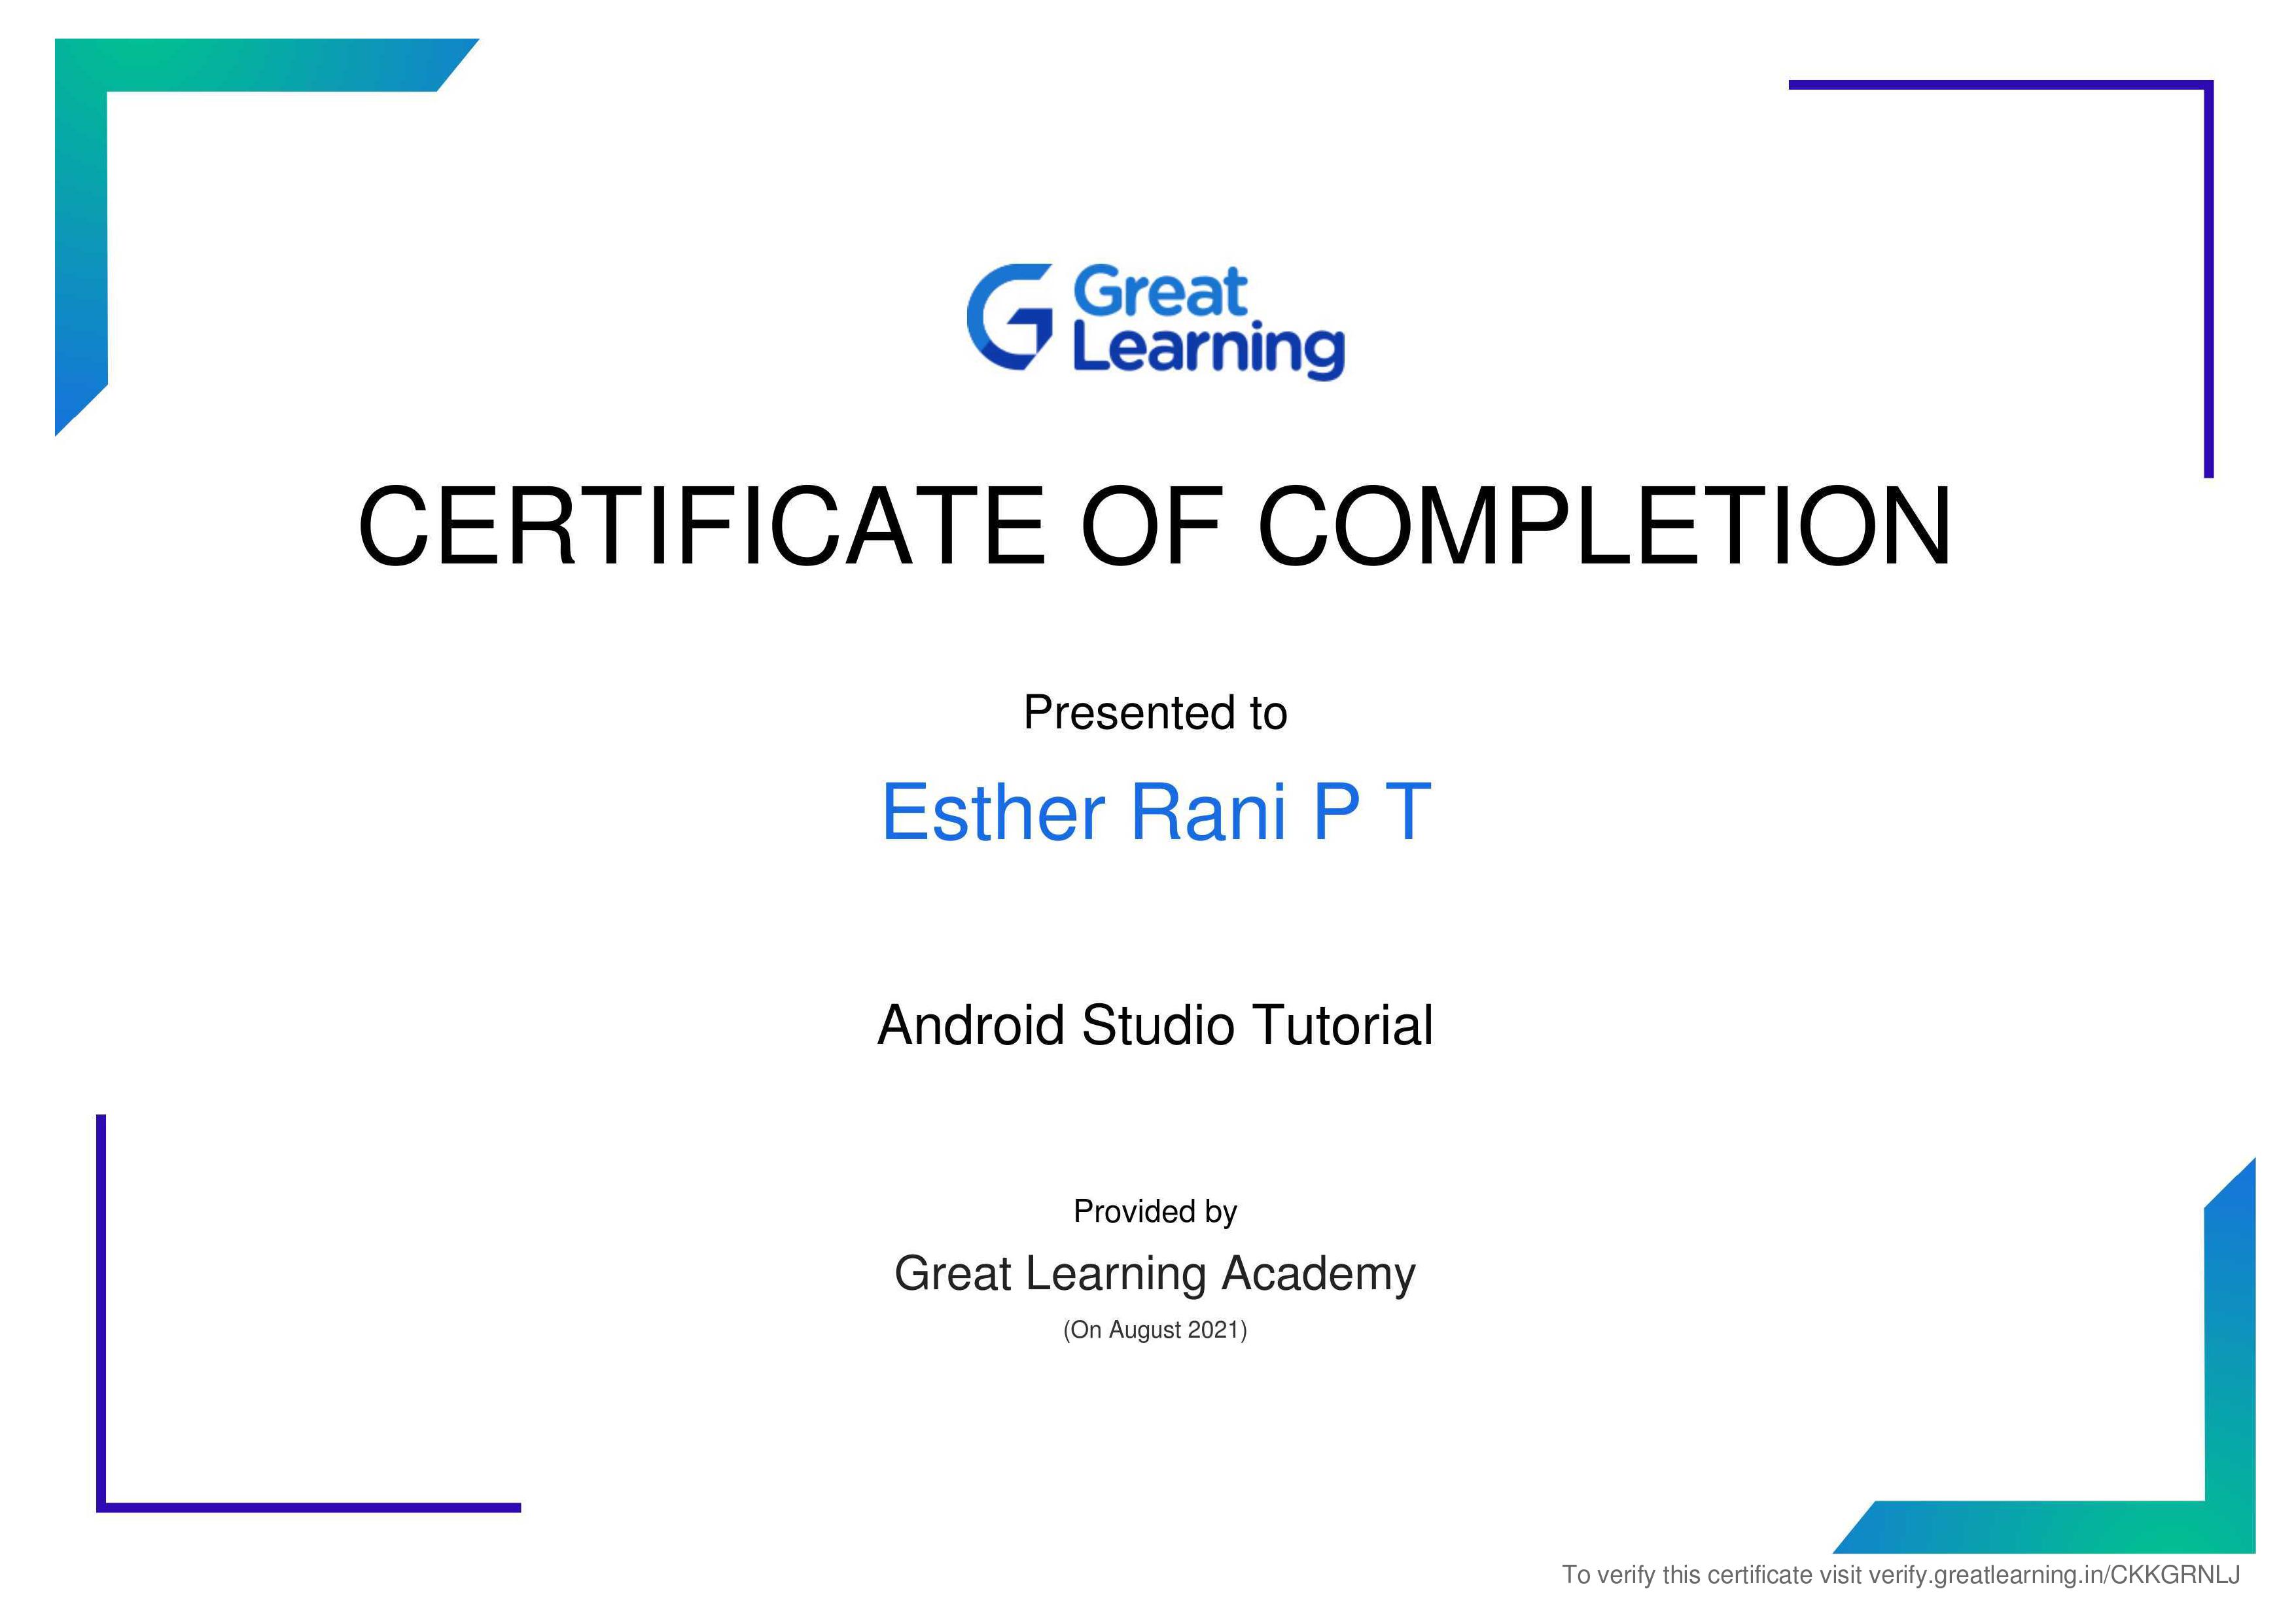 Great
Learning
CERTIFICATE OF COMPLETION
Presented to
Esther Rani P T
Android Studio Tutorial
Provided by
Great Learning Academy
(On August 2021)
To verify this certificate visit verify.greatlearning.in/CKKGRNLJ